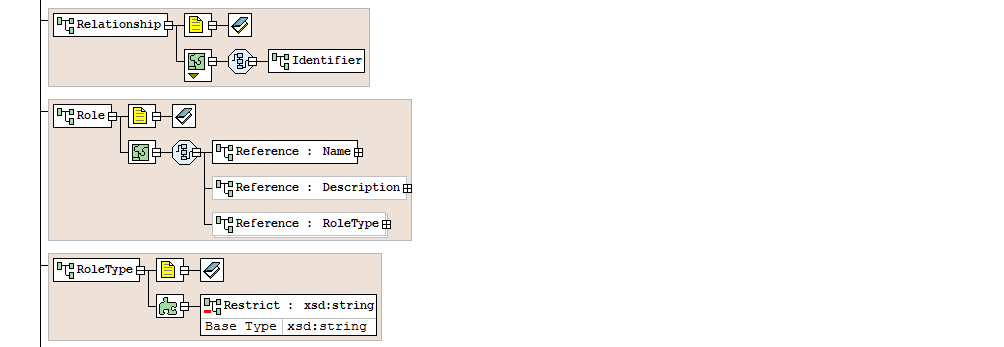 Relationship
Identifier
Role
Reference : Name
Reference : Description
Reference : RoleType
RoleType
Restrict : xsd:string
Base Type xsd:string